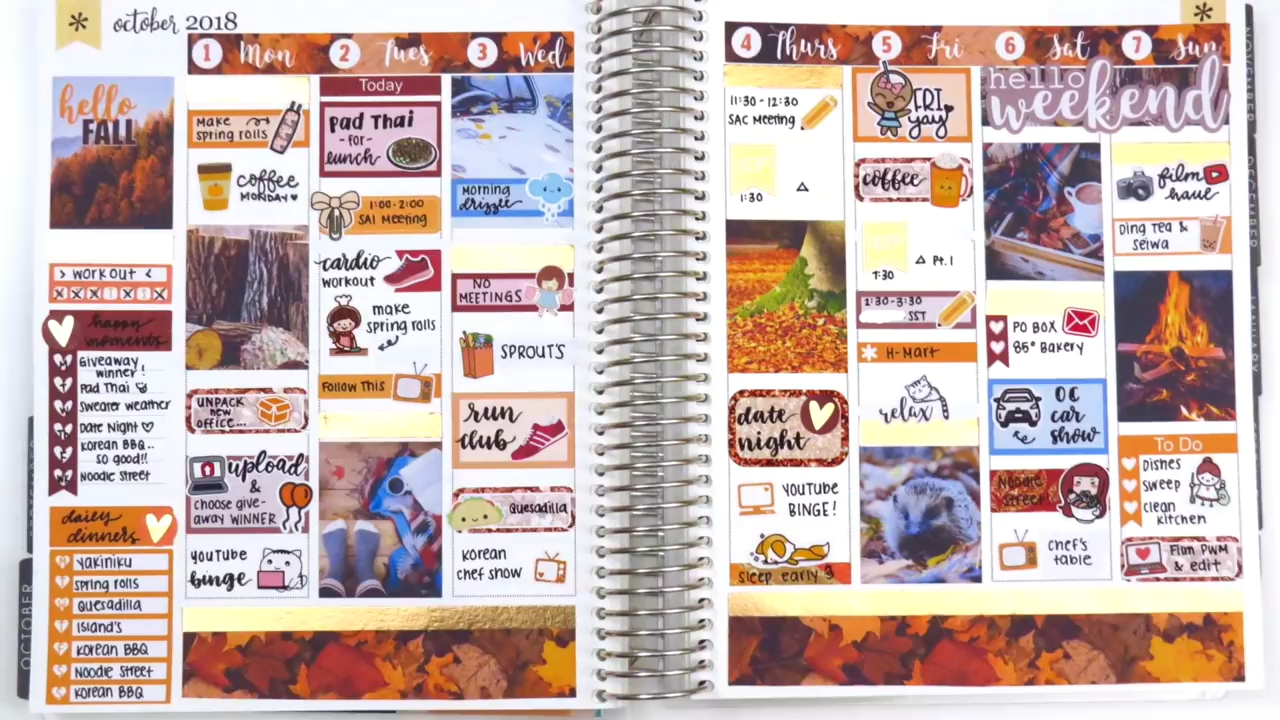 october 2018
hello
FALL
> workout <
happy
moments
Giveaway
winner!
Pad Thai
Sweater weather
Date Night ♡
Korean BBQ..
so good!!
Noodle Street
daily
dinners
Yakiniku
Spring rolls
Quesadilla
Island's
Korean BBQ
Noodle Street
Korean BBQ
1 Mon
Make
spring rolls
coffee
MONDAY ♥
UNPACK
new
office...
upload
&
choose give-
away WINNER
YouTube
binge
2 Tues
Today
Pad Thai
-for-
lunch
1:00-2:00
SAI Meeting
cardio
workout
make
spring rolls
Follow This
3 Wed
Morning
drizzle
NO
MEETINGS
SPROUTS
run
club
Quesadilla
Korean
chef show
4 Thurs
11:30-12:30
SAC Meeting
1:30
date
night
YouTube
BINGE!
Sleep early
5 Fri
FRI
yay!
coffee
7:30
Pt. 1
2:30-3:30
SST
H-Mart
relax
6 Sat
7 Sun
hello
weekend
PO BOX
85° Bakery
OC
car
show
Noodle
Street
chef's
table
film
haul
Ding Tea &
Seiwa
To Do
Dishes
Sweep
clean
kitchen
Film PWM
& edit
OCTOBER
NOVEMBER
DECEMBER
JANUARY